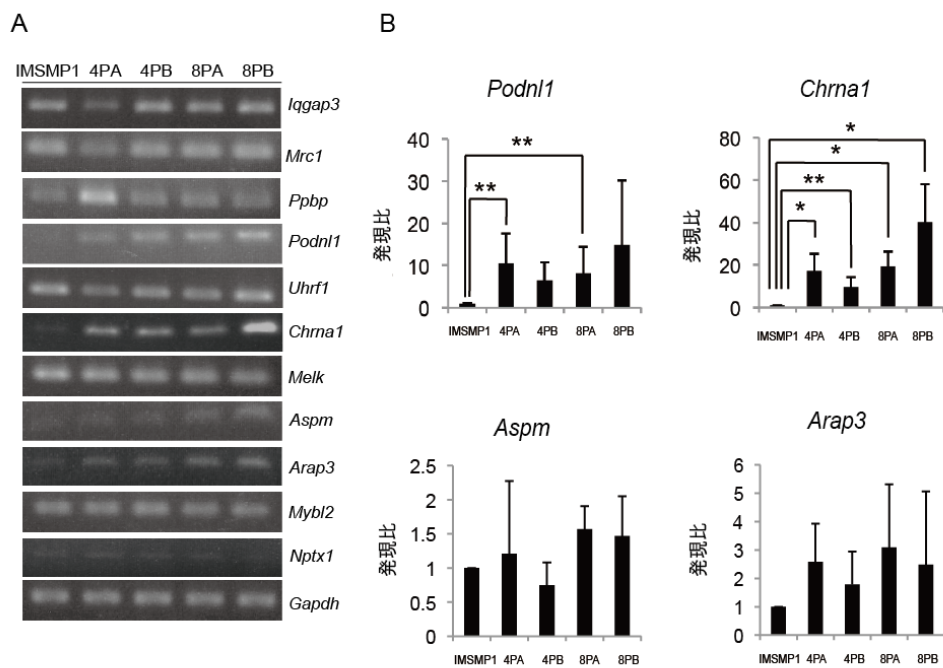 A
IMSMP1 4PA 4PB 8PA 8PB
Iqgap3
Mrc1
Ppbp
Podnl1
Uhrf1
Chrna1
Melk
Aspm
Arap3
Mybl2
Nptx1
Gapdh
B
Podnl1
発現比
40
30
20
10
0
**
**
IMSMP1 4PA 4PB 8PA 8PB
Chrna1
発現比
80
60
40
20
0
*
*
**
*
IMSMP1 4PA 4PB 8PA 8PB
Aspm
発現比
2.5
2
1.5
1
0.5
0
IMSMP1 4PA 4PB 8PA 8PB
Arap3
発現比
6
5
4
3
2
1
0
IMSMP1 4PA 4PB 8PA 8PB